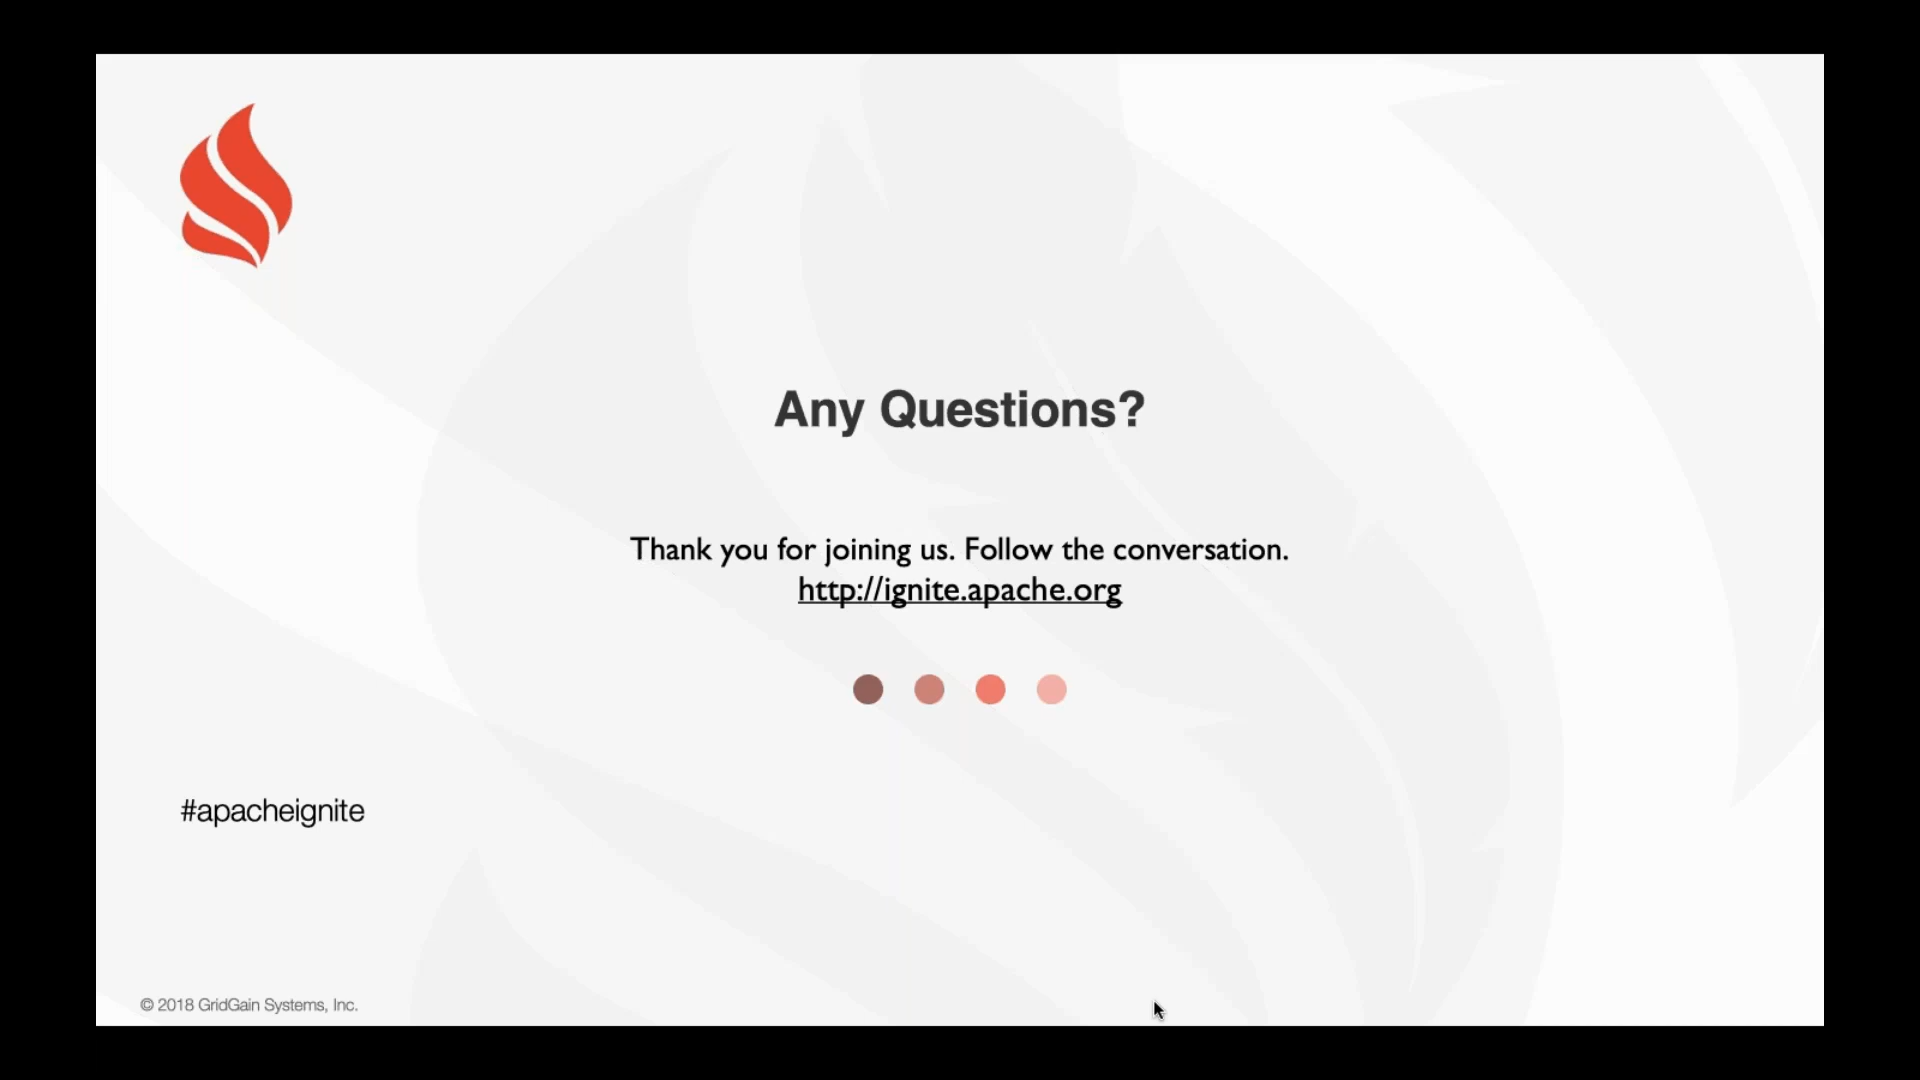 Any Questions?
Thank you for joining us. Follow the conversation.
http://ignite.apache.org
#apacheignite
© 2018 GridGain Systems, Inc.